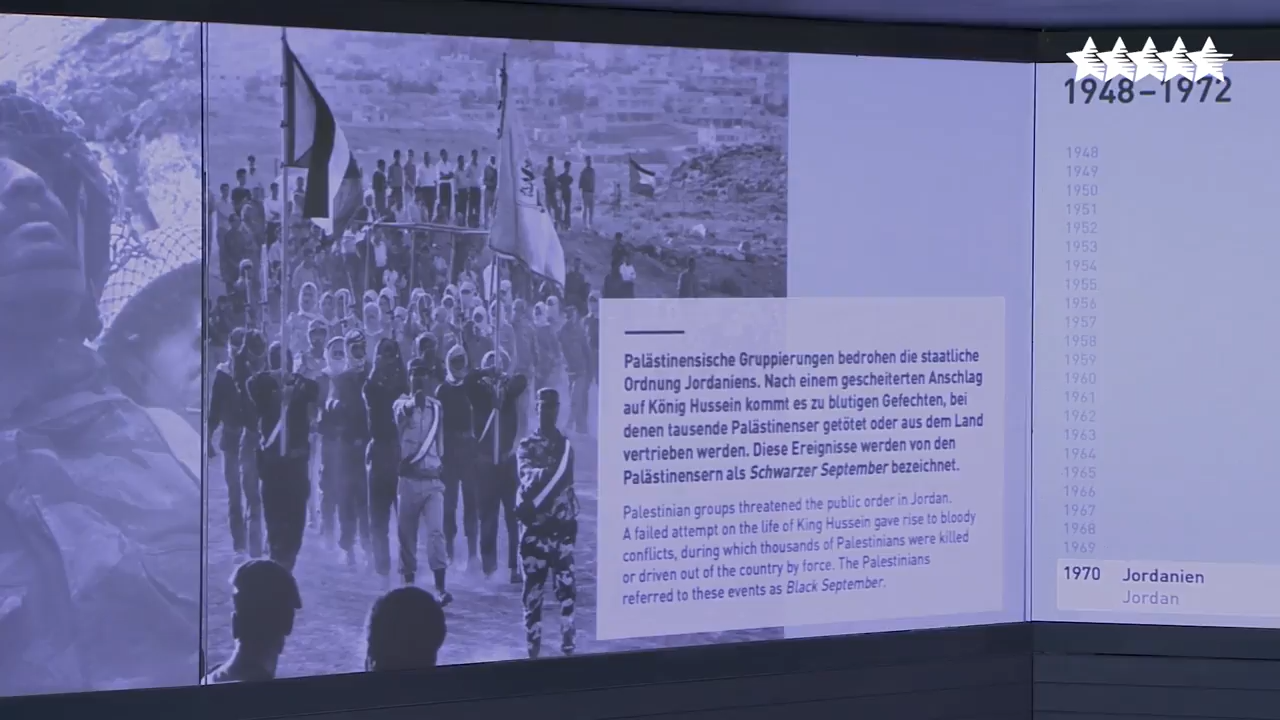 Palästinensische Gruppierungen bedrohen die staatliche
Ordnung Jordaniens. Nach einem gescheiterten Anschlag
auf König Hussein kommt es zu blutigen Gefechten, bei
denen tausende Palästinenser getötet oder aus dem Land
vertrieben werden. Diese Ereignisse werden von den
Palästinensern als Schwarzer September bezeichnet.
Palestinian groups threatened the public order in Jordan.
A failed attempt on the life of King Hussein gave rise to bloody
conflicts, during which thousands of Palestinians were killed
or driven out of the country by force. The Palestinians
referred to these events as Black September.
1948–1972
1948
1949
1950
1951
1952
1953
1954
1955
1956
1957
1958
1959
1960
1961
1962
1963
1964
1965
1966
1967
1968
1969
1970 Jordanien
Jordan